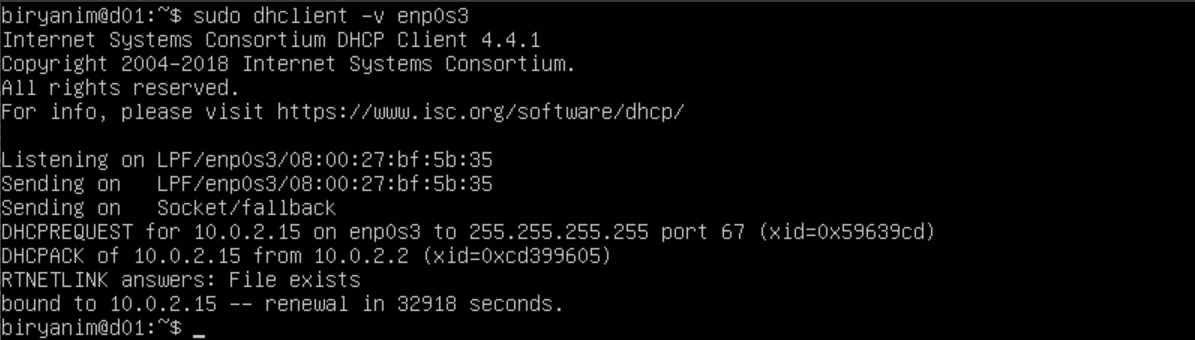 biryanim@d01:~$ sudo dhclient -v enp0s3
Internet Systems Consortium DHCP Client 4.4.1
Copyright 2004-2018 Internet Systems Consortium.
All rights reserved.
For info, please visit https://www.isc.org/software/dhcp/

Listening on LPF/enp0s3/08:00:27:bf:5b:35
Sending on   LPF/enp0s3/08:00:27:bf:5b:35
Sending on   Socket/fallback
DHCPREQUEST for 10.0.2.15 on enp0s3 to 255.255.255.255 port 67 (xid=0x59639cd)
DHCPACK of 10.0.2.15 from 10.0.2.2 (xid=0xcd399605)
RTNETLINK answers: File exists
bound to 10.0.2.15 -- renewal in 32918 seconds.
biryanim@d01:~$ _